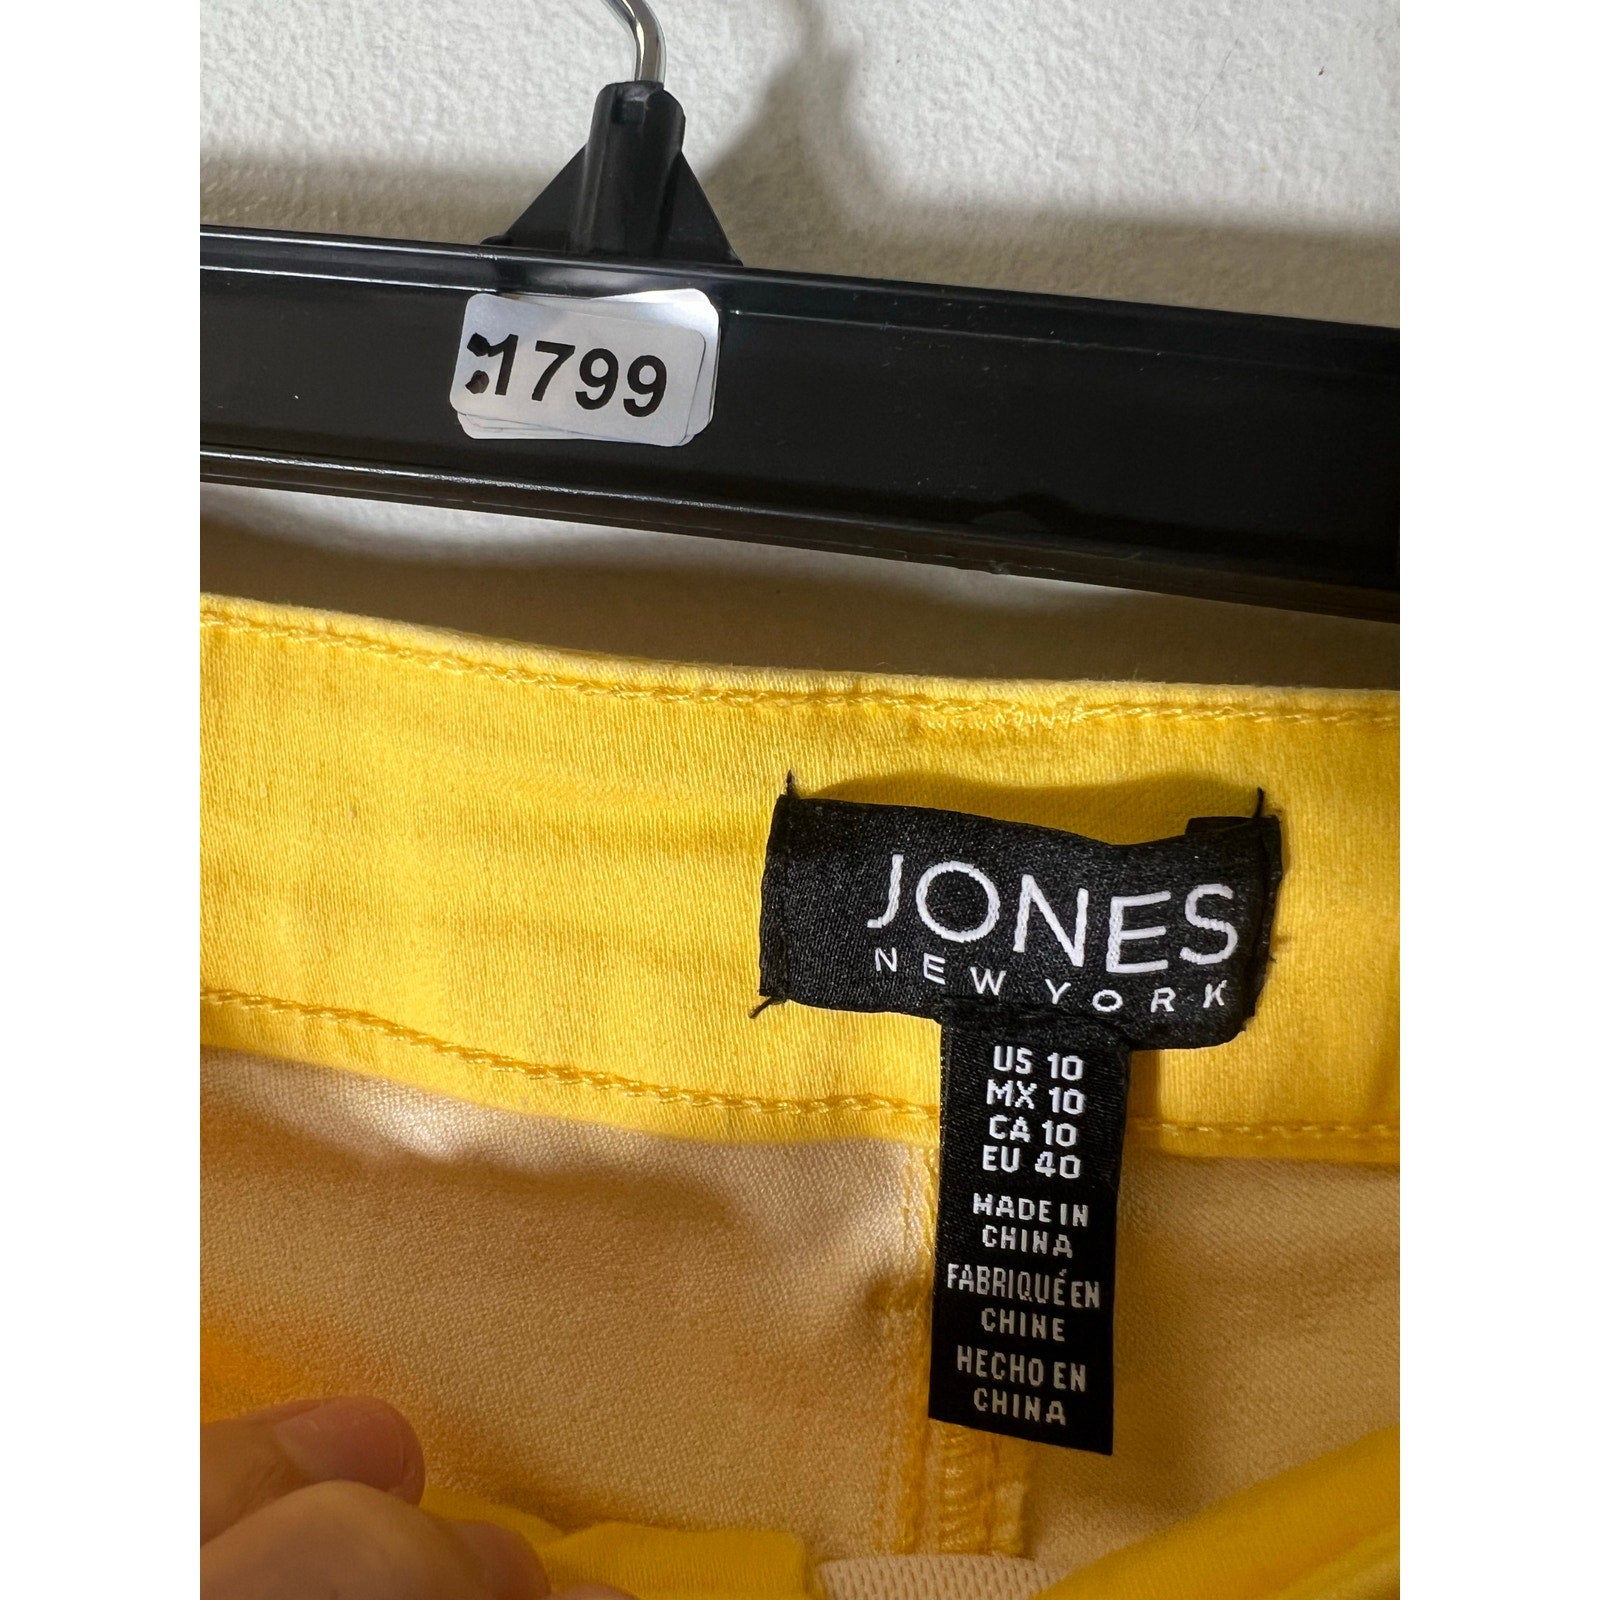 1799
JONES
NEW YORK
US 10
MX 10
CA 10
EU 40
MADE IN
CHINA
FABRIQUÉ EN
CHINE
HECHO EN
CHINA